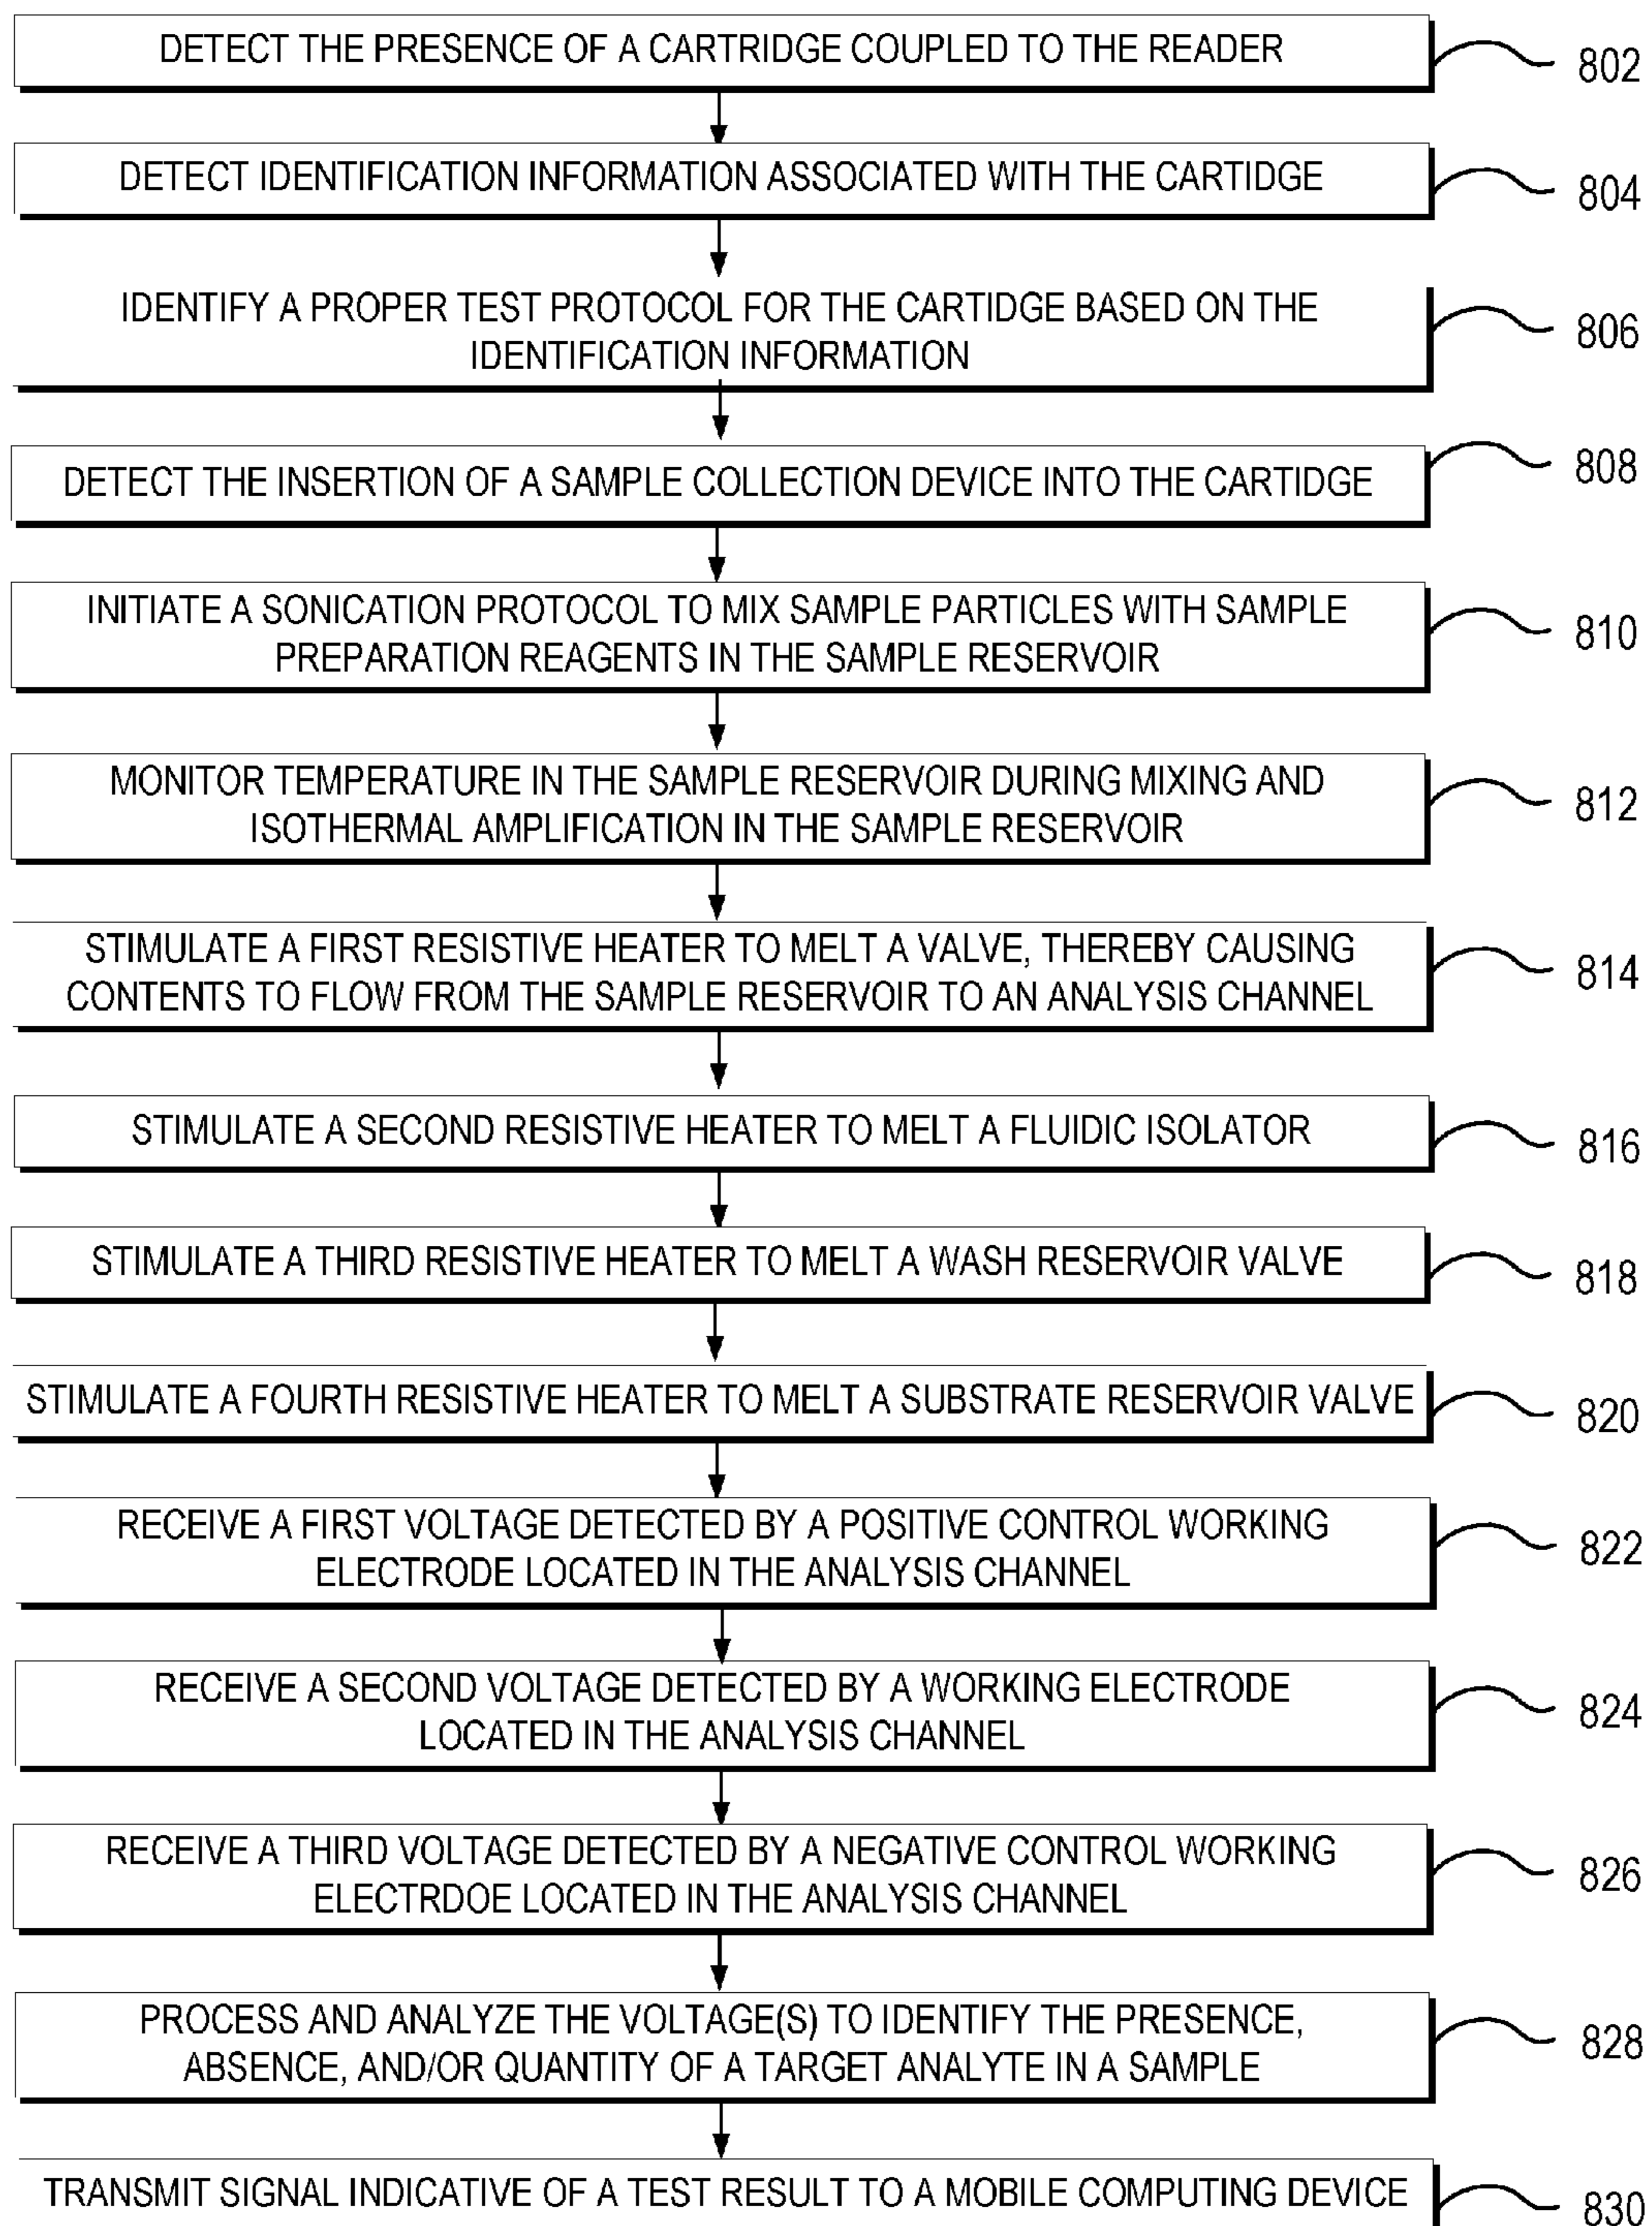 DETECT THE PRESENCE OF A CARTRIDGE COUPLED TO THE READER
802
DETECT IDENTIFICATION INFORMATION ASSOCIATED WITH THE CARTIDGE
804
IDENTIFY A PROPER TEST PROTOCOL FOR THE CARTIDGE BASED ON THE
IDENTIFICATION INFORMATION
806
DETECT THE INSERTION OF A SAMPLE COLLECTION DEVICE INTO THE CARTIDGE
808
INITIATE A SONICATION PROTOCOL TO MIX SAMPLE PARTICLES WITH SAMPLE
PREPARATION REAGENTS IN THE SAMPLE RESERVOIR
810
MONITOR TEMPERATURE IN THE SAMPLE RESERVOIR DURING MIXING AND
ISOTHERMAL AMPLIFICATION IN THE SAMPLE RESERVOIR
812
STIMULATE A FIRST RESISTIVE HEATER TO MELT A VALVE, THEREBY CAUSING
CONTENTS TO FLOW FROM THE SAMPLE RESERVOIR TO AN ANALYSIS CHANNEL
814
STIMULATE A SECOND RESISTIVE HEATER TO MELT A FLUIDIC ISOLATOR
816
STIMULATE A THIRD RESISTIVE HEATER TO MELT A WASH RESERVOIR VALVE
818
STIMULATE A FOURTH RESISTIVE HEATER TO MELT A SUBSTRATE RESERVOIR VALVE
820
RECEIVE A FIRST VOLTAGE DETECTED BY A POSITIVE CONTROL WORKING
ELECTRODE LOCATED IN THE ANALYSIS CHANNEL
822
RECEIVE A SECOND VOLTAGE DETECTED BY A WORKING ELECTRODE
LOCATED IN THE ANALYSIS CHANNEL
824
RECEIVE A THIRD VOLTAGE DETECTED BY A NEGATIVE CONTROL WORKING
ELECTRDOE LOCATED IN THE ANALYSIS CHANNEL
826
PROCESS AND ANALYZE THE VOLTAGE(S) TO IDENTIFY THE PRESENCE,
ABSENCE, AND/OR QUANTITY OF A TARGET ANALYTE IN A SAMPLE
828
TRANSMIT SIGNAL INDICATIVE OF A TEST RESULT TO A MOBILE COMPUTING DEVICE
830